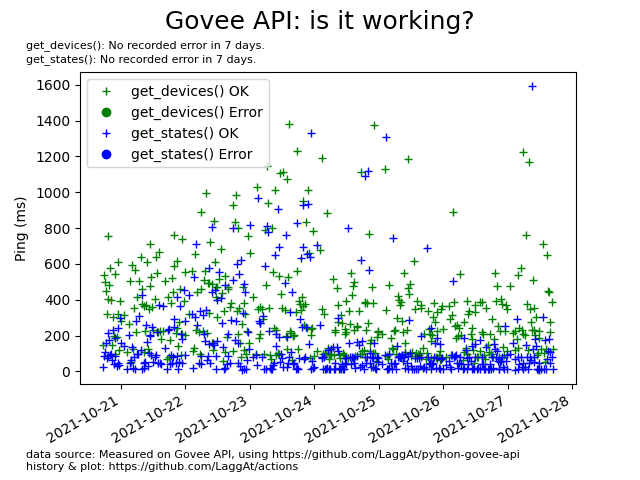 Govee API: is it working?
get_devices(): No recorded error in 7 days.
get_states(): No recorded error in 7 days.
get_devices() OK
get_devices() Error
get_states() OK
get_states() Error
1600
1400
1200
1000
800
600
400
200
0
Ping (ms)
2021-10-21
2021-10-22
2021-10-23
2021-10-24
2021-10-25
2021-10-26
2021-10-27
2021-10-28
data source: Measured on Govee API, using https://github.com/LaggAt/python-govee-api
history & plot: https://github.com/LaggAt/actions